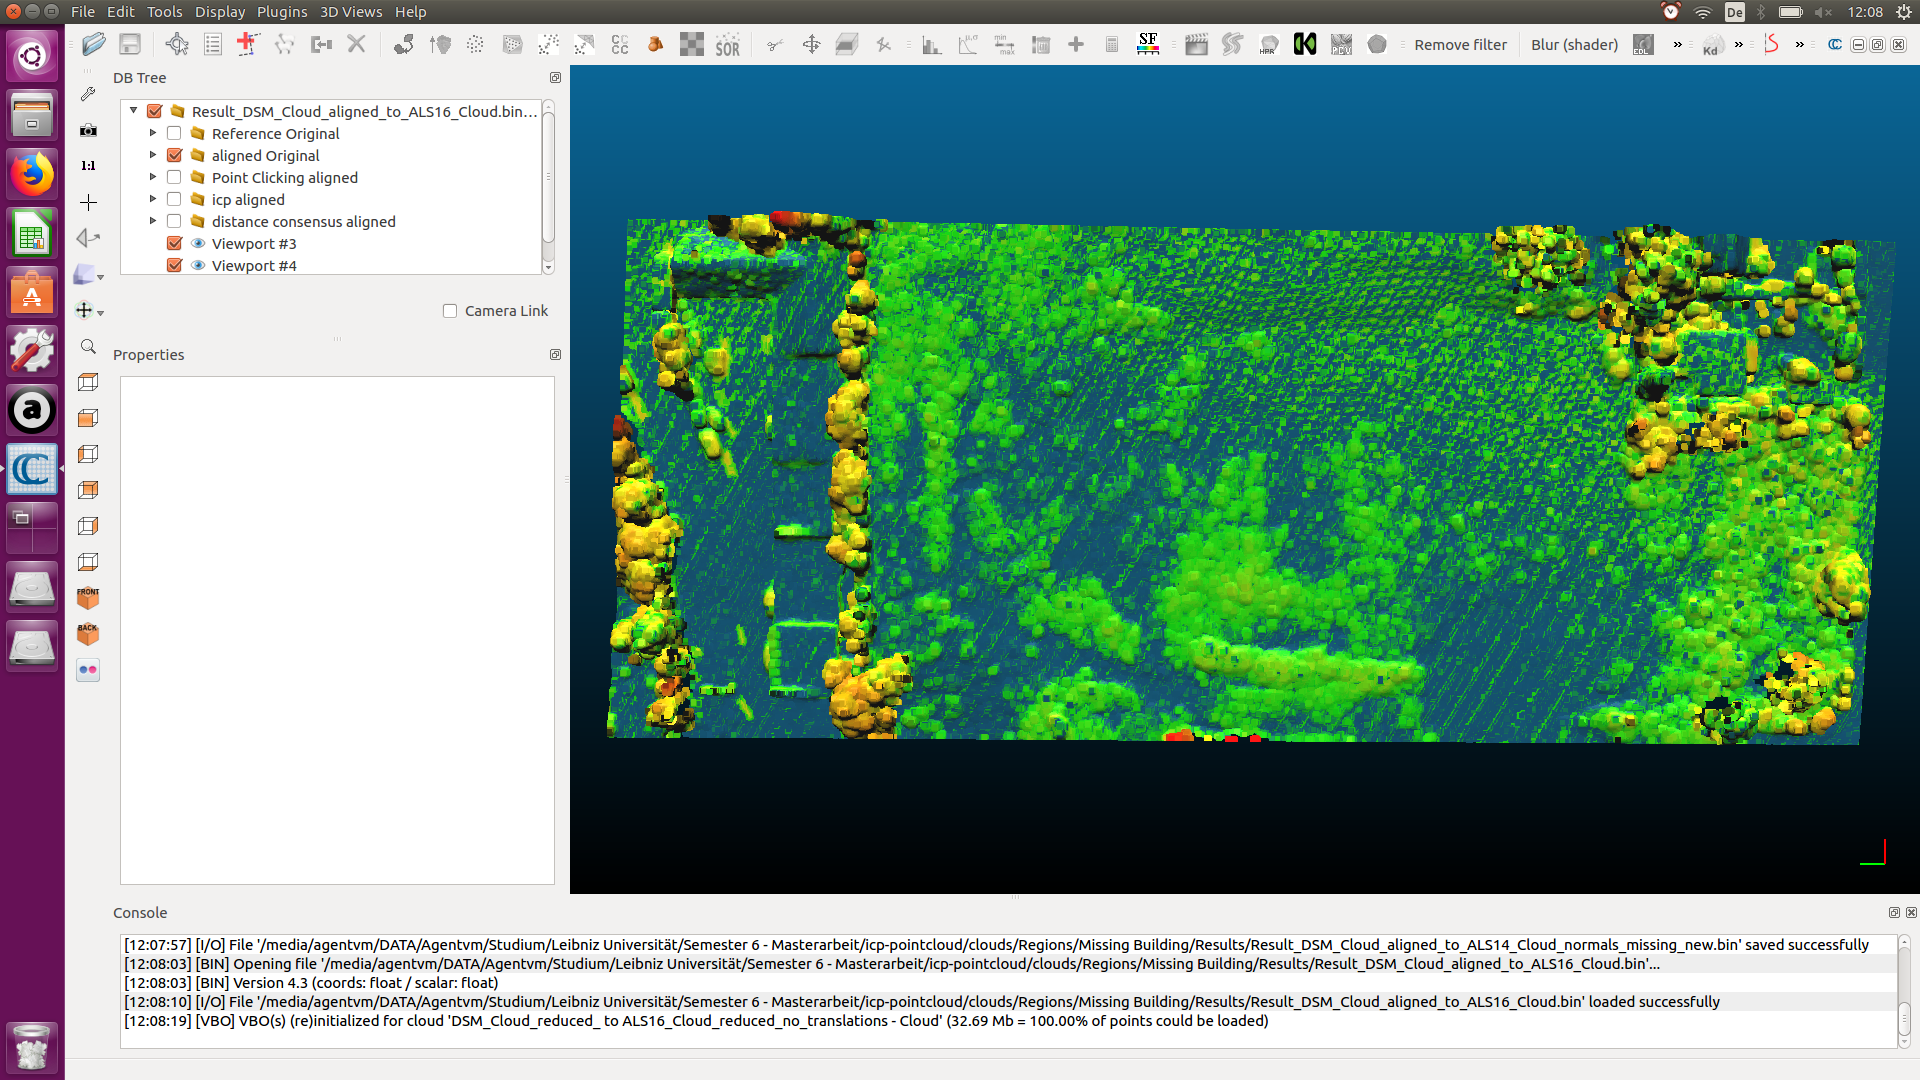 File Edit Tools Display Plugins 3D Views Help
De 12:08
SOR
min max
SF
HPR
PCV
Remove filter
Blur (shader)
EDL
»
Kd
»
»
DB Tree
Result_DSM_Cloud_aligned_to_ALS16_Cloud.bin...
Reference Original
aligned Original
Point Clicking aligned
icp aligned
distance consensus aligned
Viewport #3
Viewport #4
Camera Link
1:1
Properties
FRONT
BACK
Console
[12:07:57] [I/O] File '/media/agentvm/DATA/Agentvm/Studium/Leibniz Universität/Semester 6 - Masterarbeit/icp-pointcloud/clouds/Regions/Missing Building/Results/Result_DSM_Cloud_aligned_to_ALS14_Cloud_normals_missing_new.bin' saved successfully
[12:08:03] [BIN] Opening file '/media/agentvm/DATA/Agentvm/Studium/Leibniz Universität/Semester 6 - Masterarbeit/icp-pointcloud/clouds/Regions/Missing Building/Results/Result_DSM_Cloud_aligned_to_ALS16_Cloud.bin'...
[12:08:03] [BIN] Version 4.3 (coords: float / scalar: float)
[12:08:10] [I/O] File '/media/agentvm/DATA/Agentvm/Studium/Leibniz Universität/Semester 6 - Masterarbeit/icp-pointcloud/clouds/Regions/Missing Building/Results/Result_DSM_Cloud_aligned_to_ALS16_Cloud.bin' loaded successfully
[12:08:19] [VBO] VBO(s) (re)initialized for cloud 'DSM_Cloud_reduced_ to ALS16_Cloud_reduced_no_translations - Cloud' (32.69 Mb = 100.00% of points could be loaded)